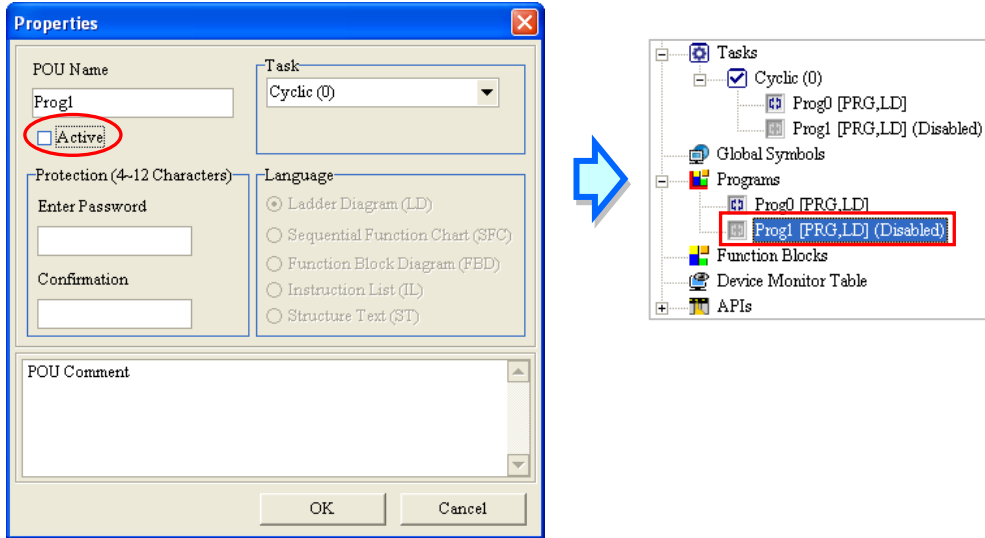 Properties
POU Name
Prog1
Active
Task
Cyclic (0)
Protection (4~12 Characters)
Enter Password
Confirmation
Language
Ladder Diagram (LD)
Sequential Function Chart (SFC)
Function Block Diagram (FBD)
Instruction List (IL)
Structure Text (ST)
POU Comment
OK
Cancel
Tasks
Cyclic (0)
Prog0 [PRG,LD]
Prog1 [PRG,LD] (Disabled)
Global Symbols
Programs
Prog0 [PRG,LD]
Prog1 [PRG,LD] (Disabled)
Function Blocks
Device Monitor Table
APIs